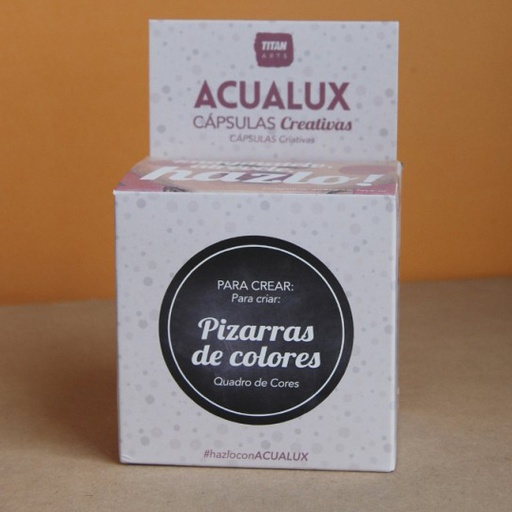 TITAN
ARTS
ACUALUX
CÁPSULAS Creativas
CÁPSULAS Criativas
hazlo!
PARA CREAR:
Para criar:
Pizarras
de colores
Quadro de Cores
#hazloconACUALUX